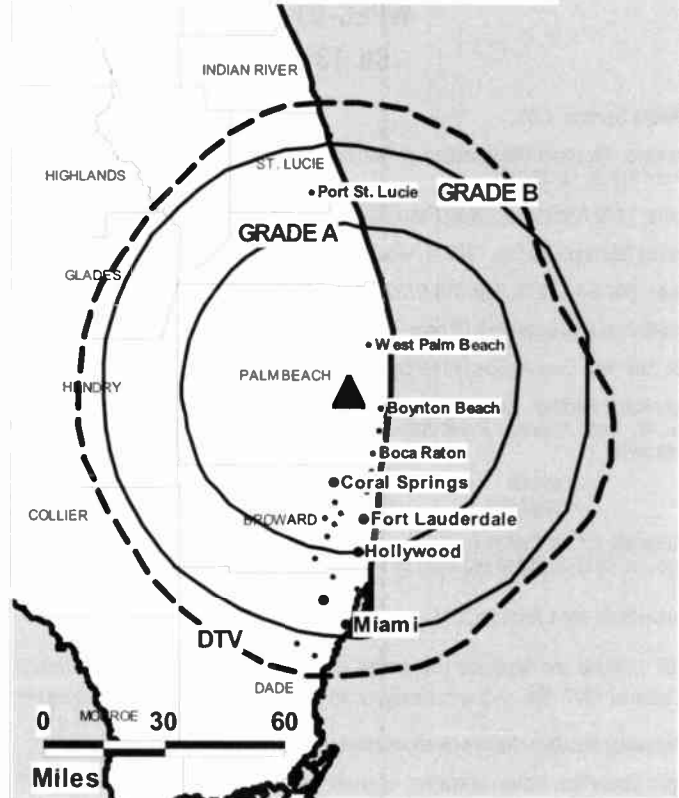 INDIAN RIVER
ST. LUCIE
HIGHLANDS
Port St. Lucie
GRADE B
GRADE A
GLADES
West Palm Beach
PALM BEACH
HENDRY
Boynton Beach
Boca Raton
Coral Springs
COLLIER
BROWARD
Fort Lauderdale
Hollywood
Miami
DTV
DADE
MONROE
0 30 60
Miles